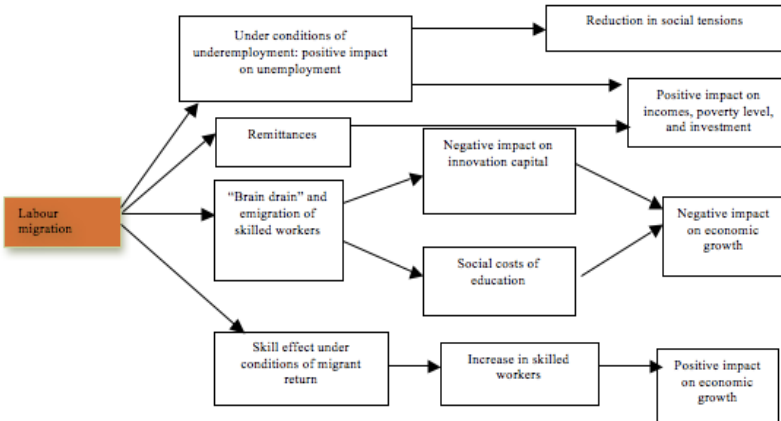 Under conditions of
underemployment: positive impact
on unemployment
Reduction in social tensions
Positive impact on
incomes, poverty level,
and investment
Remittances
Negative impact on
innovation capital
Labour
migration
“Brain drain” and
emigration of
skilled workers
Negative impact
on economic
growth
Social costs of
education
Skill effect under
conditions of migrant
return
Increase in skilled
workers
Positive impact
on economic
growth